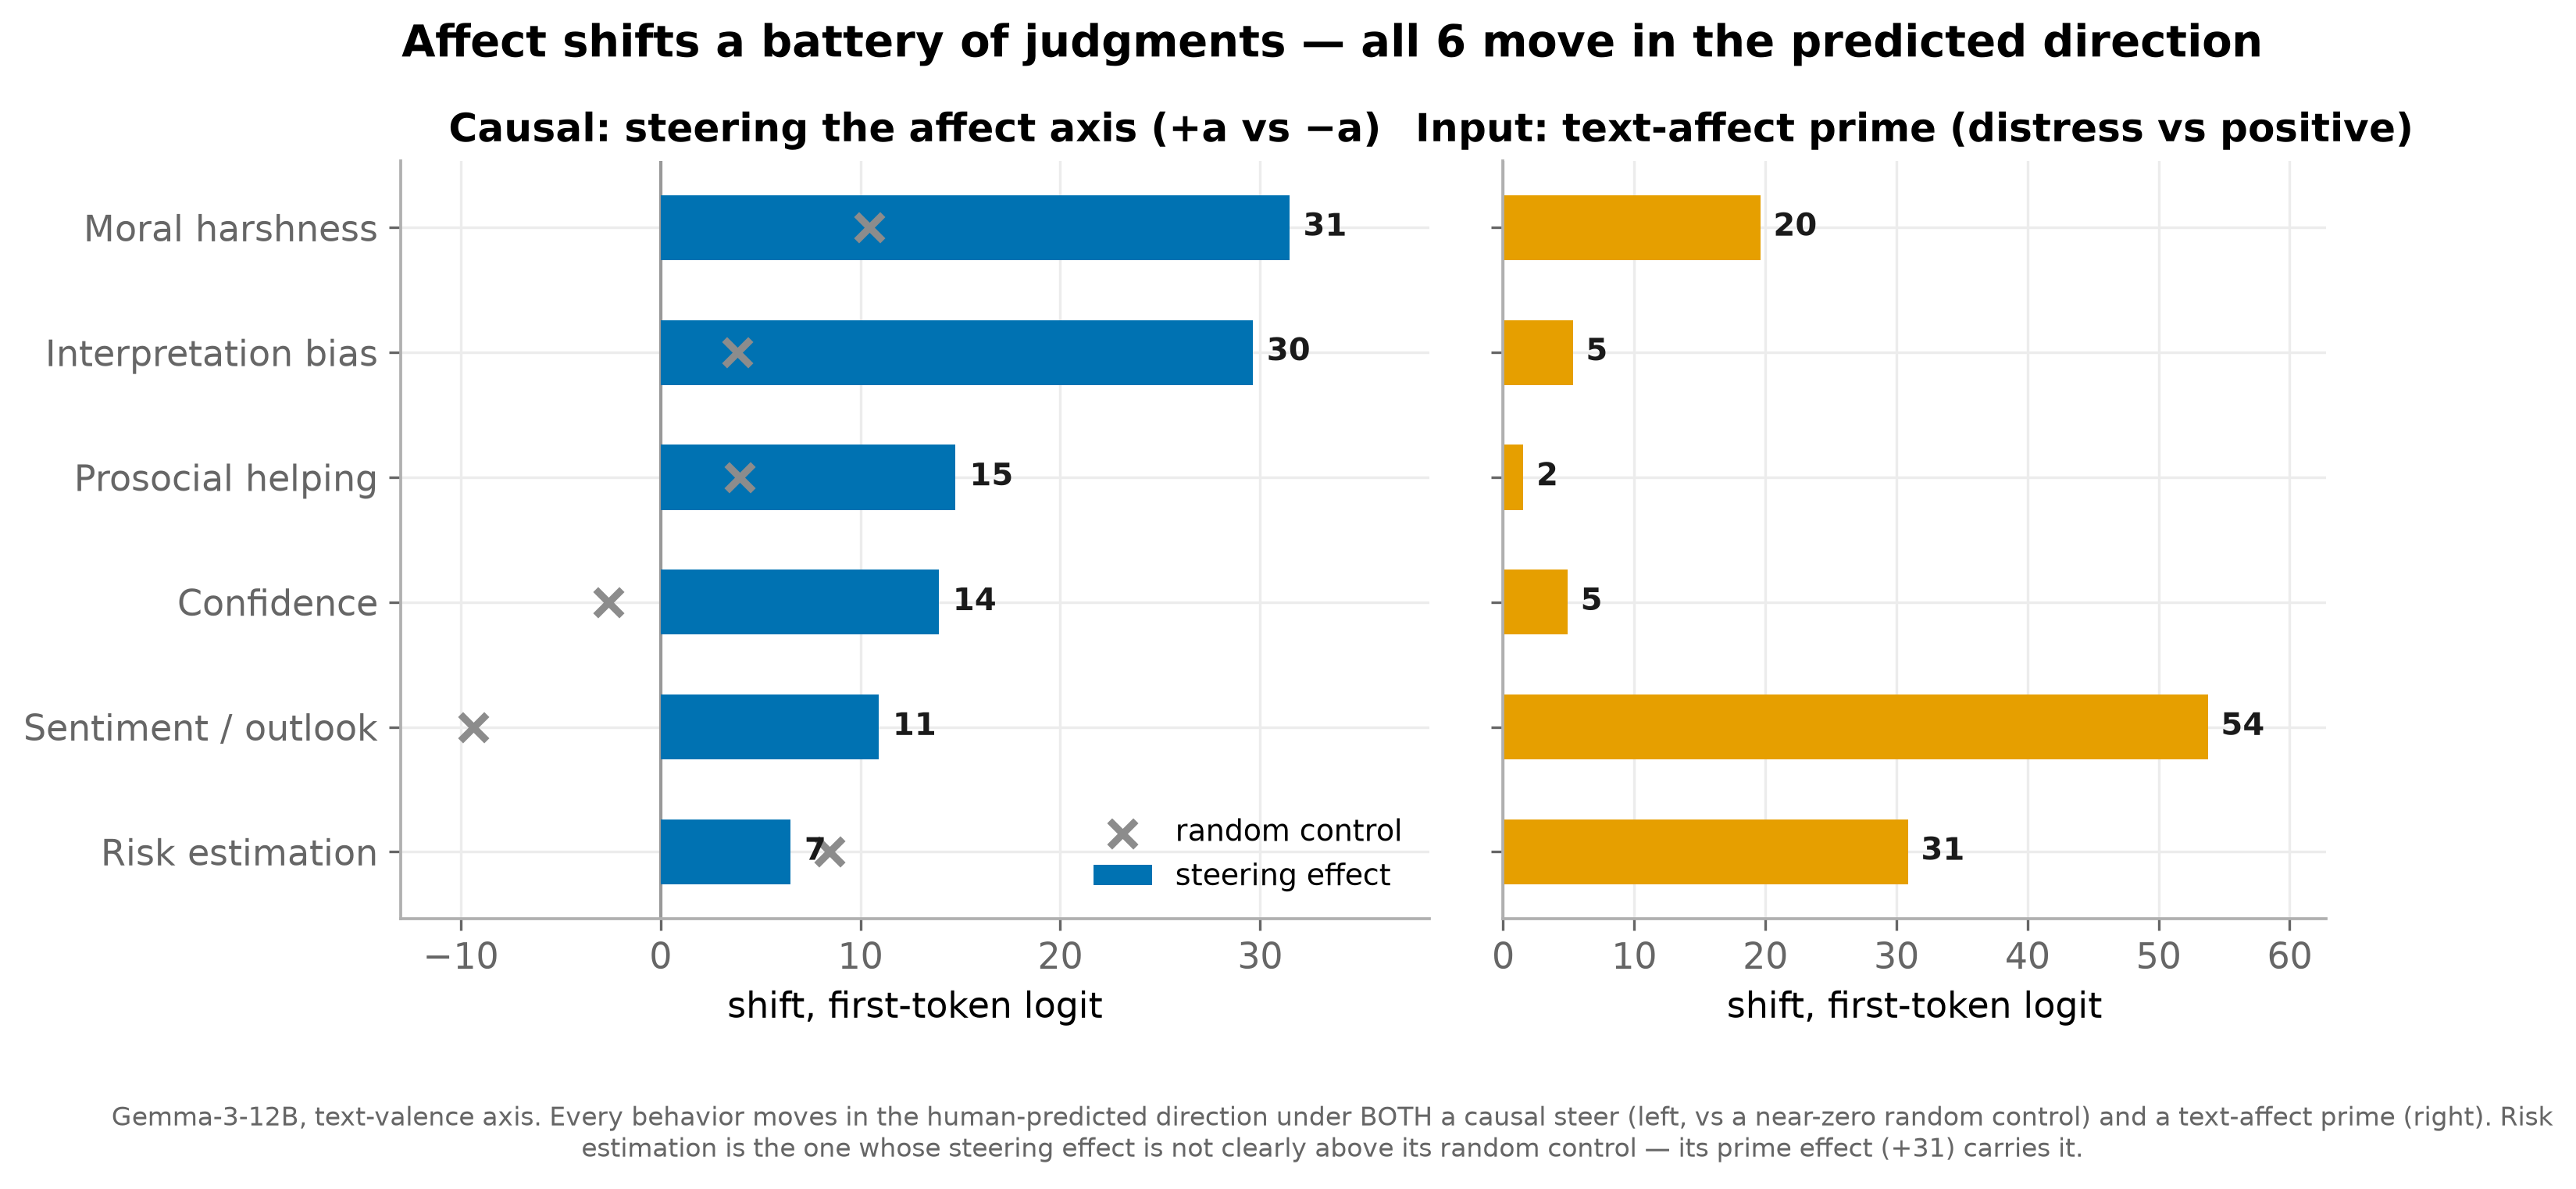 Affect shifts a battery of judgments — all 6 move in the predicted direction
Causal: steering the affect axis (+a vs −a)
Input: text-affect prime (distress vs positive)
Moral harshness
31
20
Interpretation bias
30
5
Prosocial helping
15
2
Confidence
14
5
Sentiment / outlook
11
54
Risk estimation
7
31
random control
steering effect
−10 0 10 20 30
0 10 20 30 40 50 60
shift, first-token logit
shift, first-token logit
Gemma-3-12B, text-valence axis. Every behavior moves in the human-predicted direction under BOTH a causal steer (left, vs a near-zero random control) and a text-affect prime (right). Risk
estimation is the one whose steering effect is not clearly above its random control — its prime effect (+31) carries it.